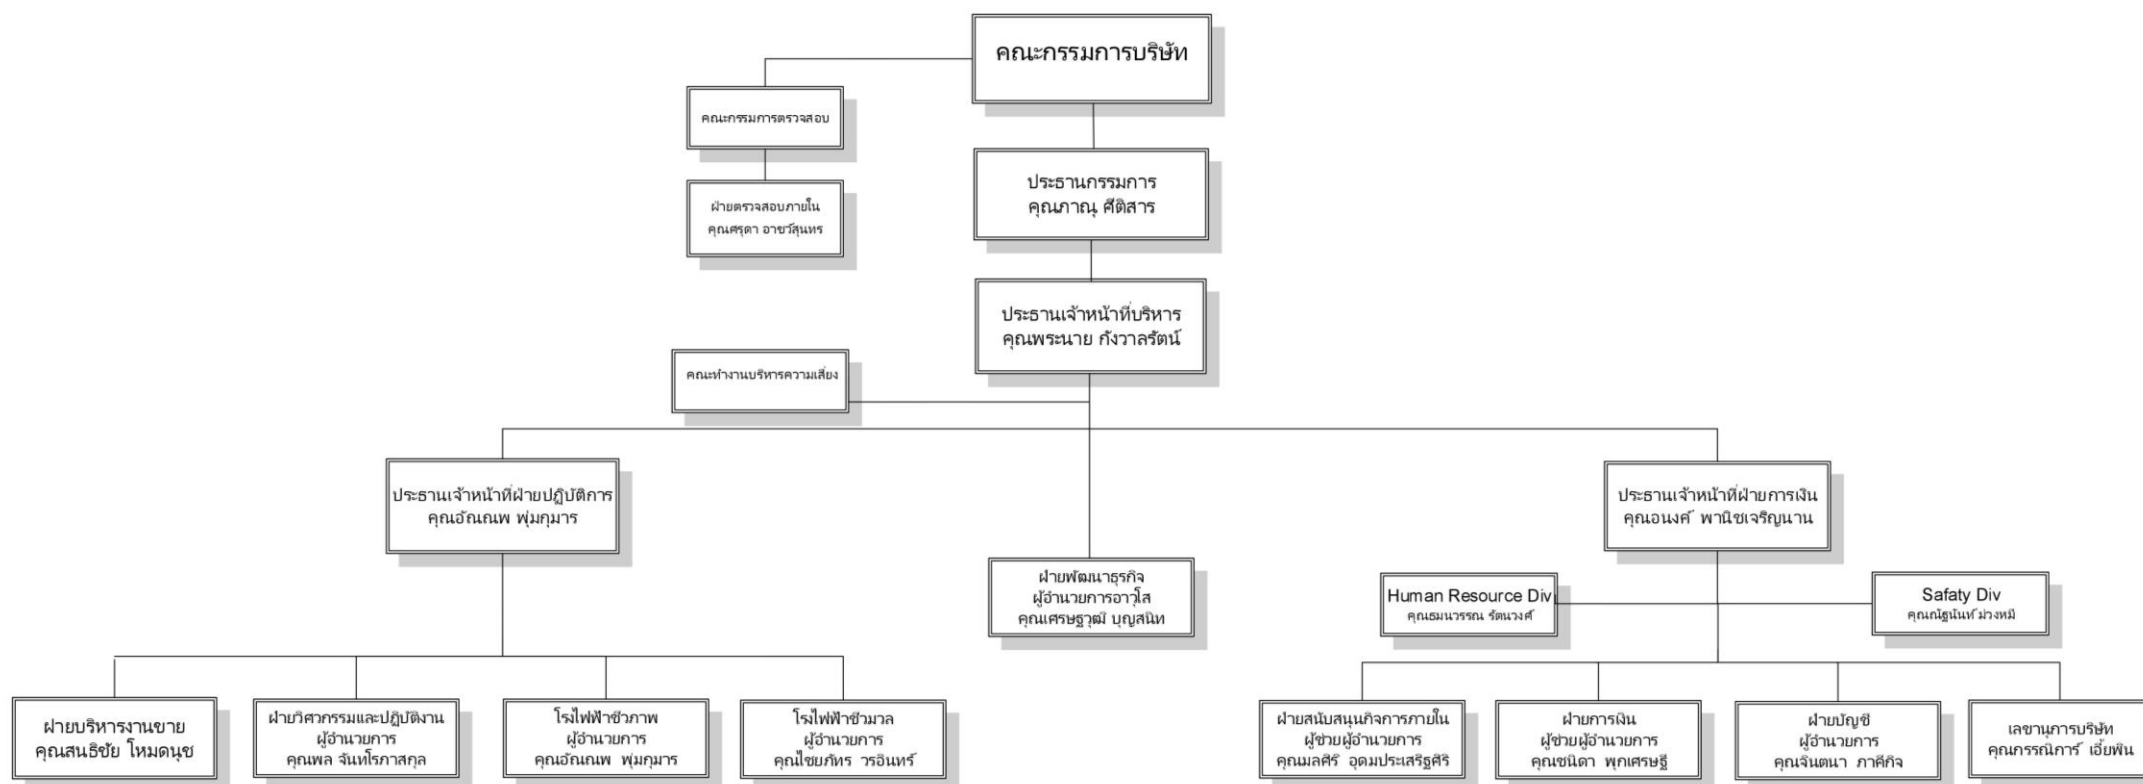 คณะกรรมการบริษัท
คณะกรรมการตรวจสอบ
ประธานกรรมการ
คุณภาณุ ศีติสาร
ฝ่ายตรวจสอบภายใน
คุณศรุดา อาชวสุนทร
ประธานเจ้าหน้าที่บริหาร
คุณพระนาย กังวาลรัตน์
คณะทำงานบริหารความเสี่ยง
ประธานเจ้าหน้าที่ฝ่ายปฏิบัติการ
คุณอัณณพ พุ่มกุมาร
ประธานเจ้าหน้าที่ฝ่ายการเงิน
คุณอนงค์ พานิชเจริญนาน
ฝ่ายพัฒนาธุรกิจ
ผู้อำนวยการอาวุโส
คุณเศรษฐวุฒิ บุญสนิท
Human Resource Div
คุณธมนวรรณ รัตนวงค์
Safaty Div
คุณณัฐนันท์ ม่วงหมี
ฝ่ายบริหารงานขาย
คุณสนธิชัย โหมดนุช
ฝ่ายวิศวกรรมและปฏิบัติงาน
ผู้อำนวยการ
คุณพล จันทโรภาสกุล
โรงไฟฟ้าชีวภาพ
ผู้อำนวยการ
คุณอัณณพ พุ่มกุมาร
โรงไฟฟ้าชีวมวล
ผู้อำนวยการ
คุณไชยภัทร วรอินทร์
ฝ่ายสนับสนุนกิจการภายใน
ผู้ช่วยผู้อำนวยการ
คุณมลศิริ อุดมประเสริฐศิริ
ฝ่ายการเงิน
ผู้ช่วยผู้อำนวยการ
คุณชนิดา พุกเศรษฐี
ฝ่ายบัญชี
ผู้อำนวยการ
คุณจินตนา ภาคีกิจ
เลขานุการบริษัท
คุณกรรณิการ์ เอี้ยพิน